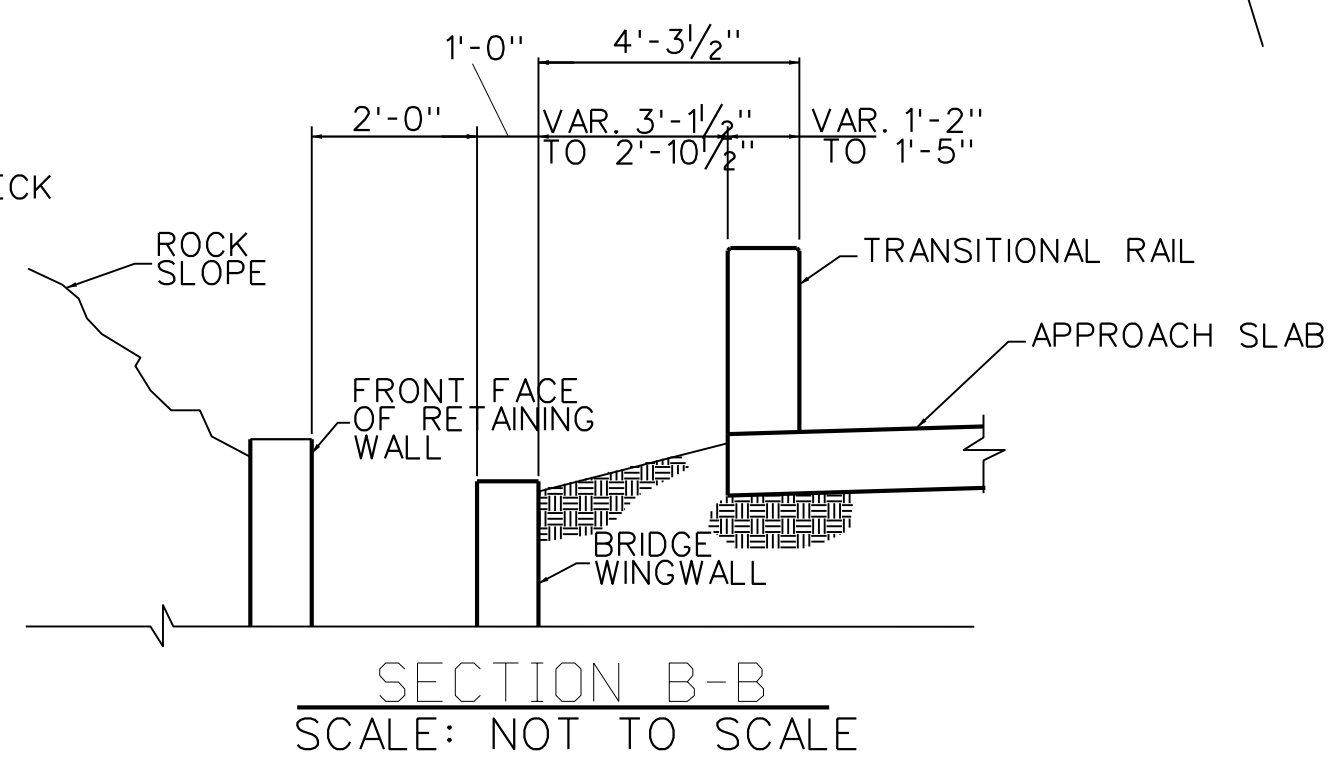 1'-0"
4'-3½"
2'-0"
VAR. 3'-1½"
TO 2'-10½"
VAR. 1'-2"
TO 1'-5"
ROCK
SLOPE
TRANSITIONAL RAIL
APPROACH SLAB
FRONT FACE
OF RETAINING
WALL
BRIDGE
WINGWALL
SECTION B-B
SCALE: NOT TO SCALE